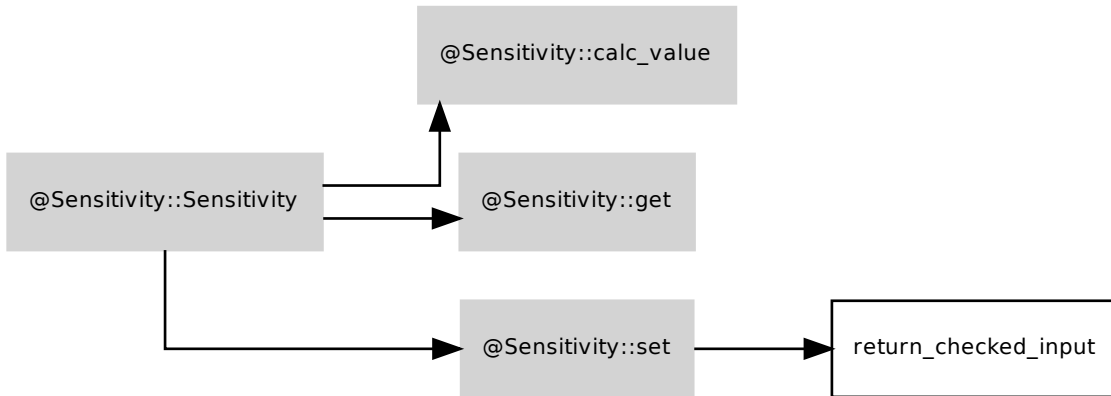 @Sensitivity::calc_value
@Sensitivity::Sensitivity
@Sensitivity::get
@Sensitivity::set
return_checked_input